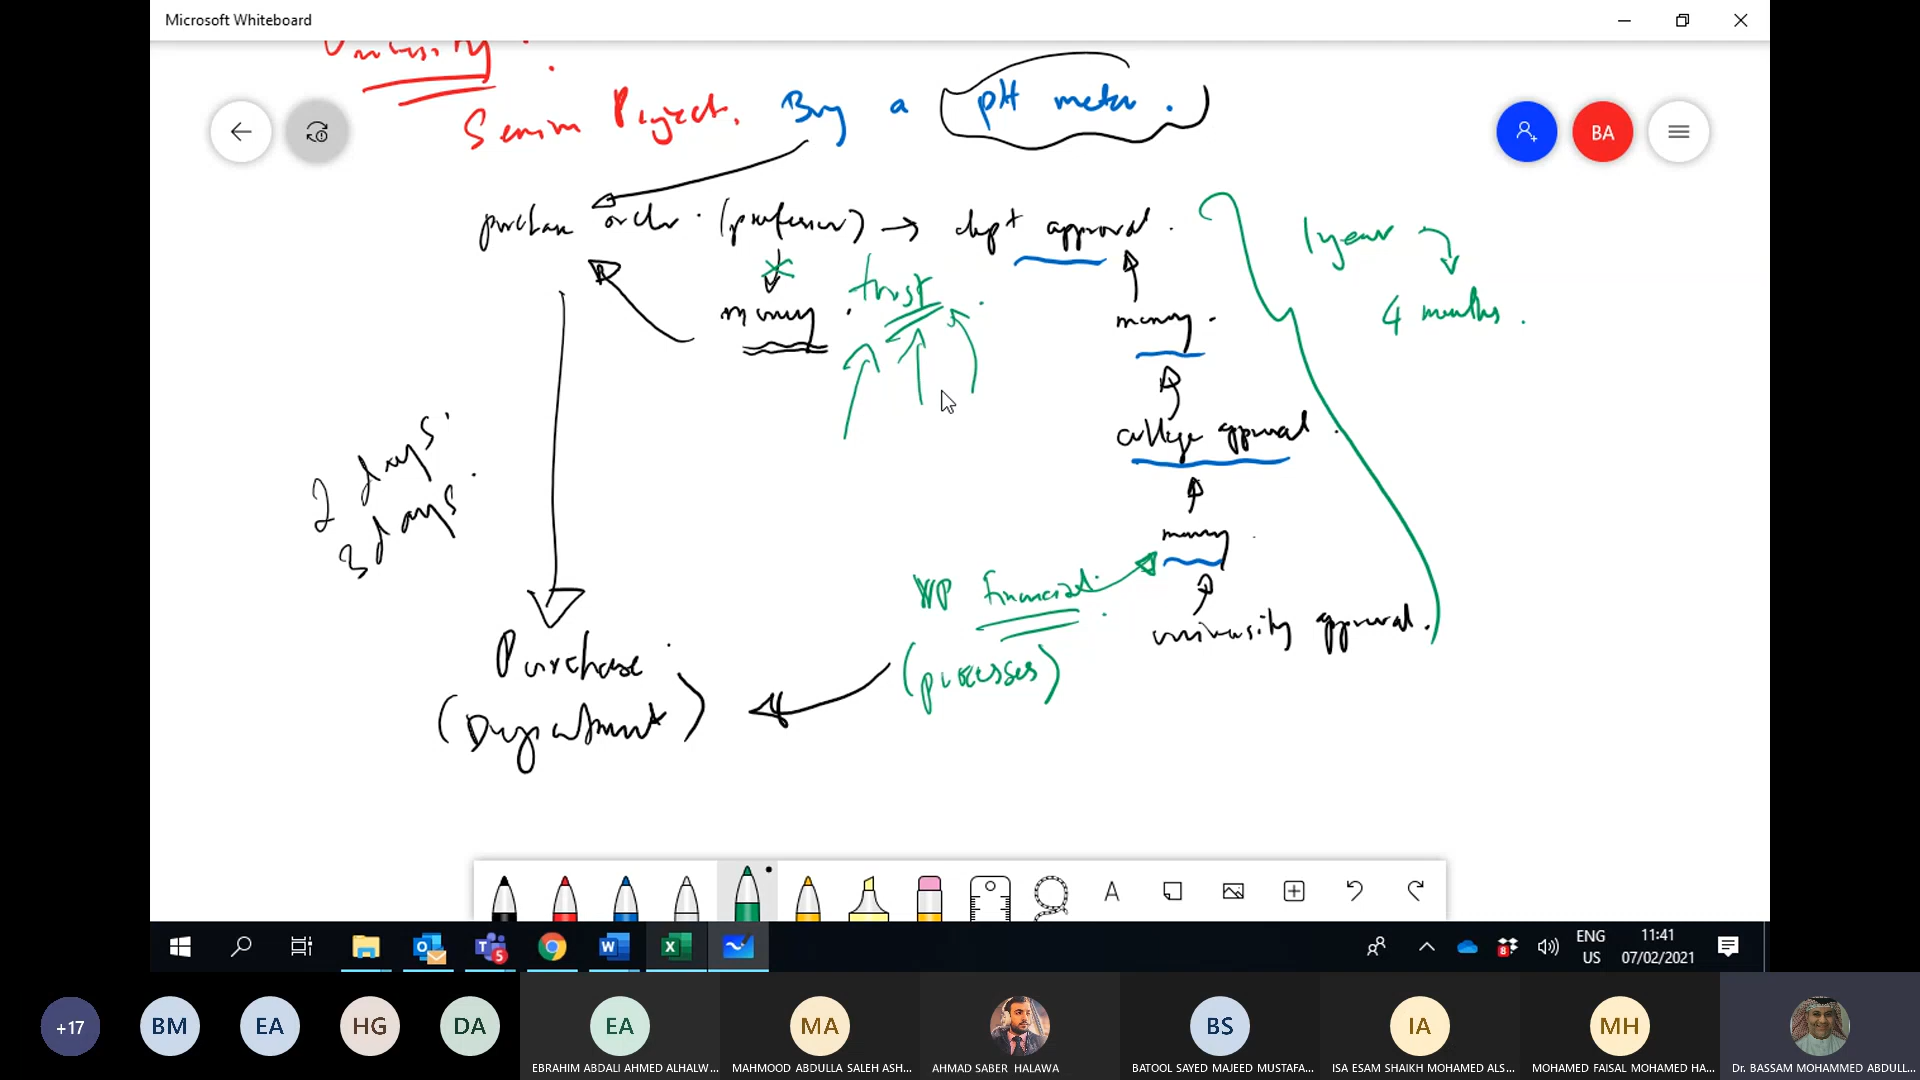 Microsoft Whiteboard
University.
Senior Project. Buy a pH meter.
BA
purchase order. (professor) → dept approval.
1 year
trust
money.
money.
4 months.
college approval.
2 days.
3 days.
money
VP Financial.
university approval.
(processes)
Purchase
(Department)
A
5
8
ENG
US
11:41
07/02/2021
+17
BM
EA
HG
DA
EA
MA
BS
IA
MH
EBRAHIM ABDALI AHMED ALHALW...
MAHMOOD ABDULLA SALEH ASH...
AHMAD SABER HALAWA
BATOOL SAYED MAJEED MUSTAFA...
ISA ESAM SHAIKH MOHAMED ALS...
MOHAMED FAISAL MOHAMED HA...
Dr. BASSAM MOHAMMED ABDULL...